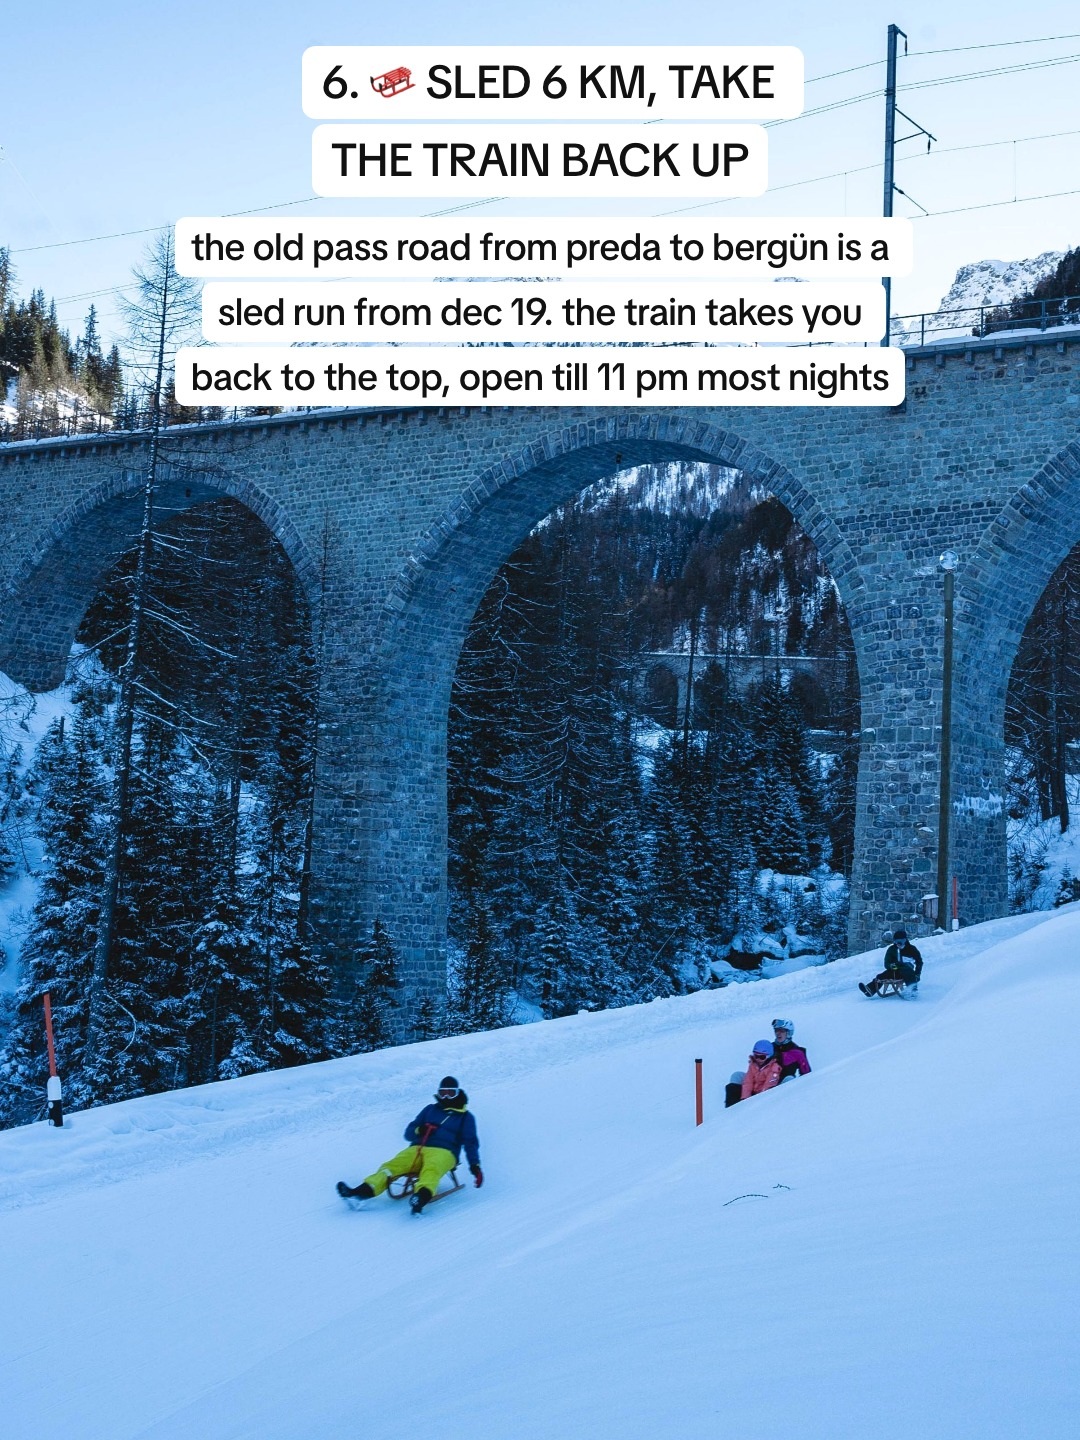 6. 🛷 SLED 6 KM, TAKE
THE TRAIN BACK UP
the old pass road from preda to bergün is a
sled run from dec 19. the train takes you
back to the top, open till 11 pm most nights